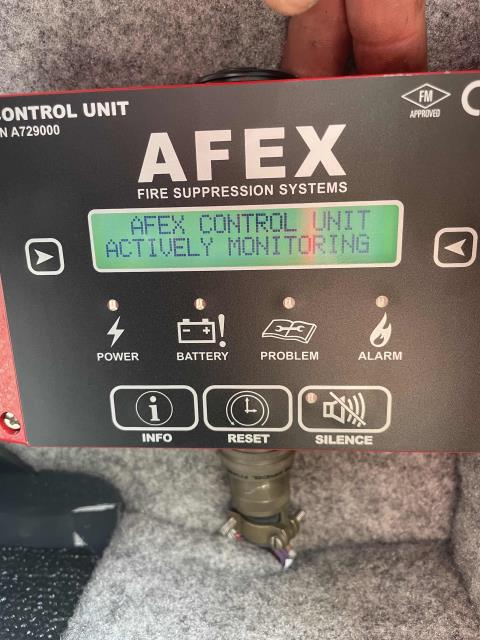 CONTROL UNIT
N A729000
FM
APPROVED
AFEX
FIRE SUPPRESSION SYSTEMS
AFEX CONTROL UNIT
ACTIVELY MONITORING
POWER
BATTERY
PROBLEM
ALARM
INFO
RESET
SILENCE